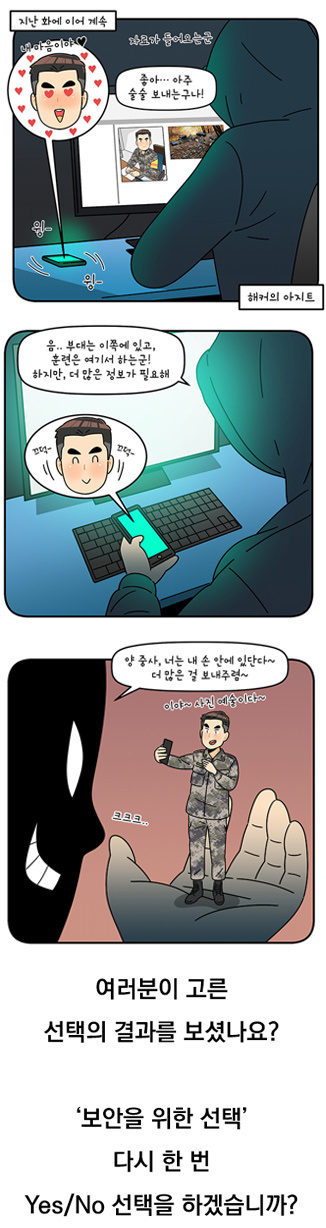 지난 화에 이어 계속
내 마음이야♥
자료가 들어오는군
좋아… 아주
술술 보내는구나!
윙~
윙~
해커의 아지트
음.. 부대는 이쪽에 있고,
훈련은 여기서 하는군!
하지만, 더 많은 정보가 필요해
끄덕~
끄덕~
양 중사, 너는 내 손 안에 있단다~
더 많은 걸 보내주렴~
이야~ 사진 예술이다~
크크크..
여러분이 고른
선택의 결과를 보셨나요?
‘보안을 위한 선택’
다시 한 번
Yes/No 선택을 하겠습니까?